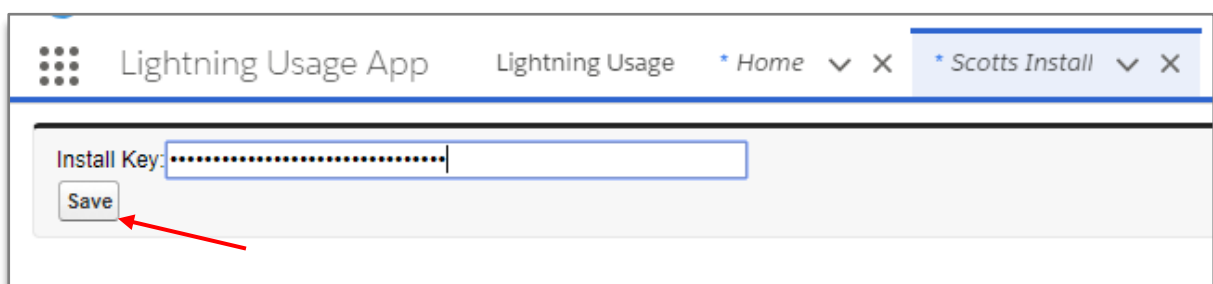 Lightning Usage App Lightning Usage * Home * Scotts Install
Install Key: ••••••••••••••••••••••••••••••••
Save